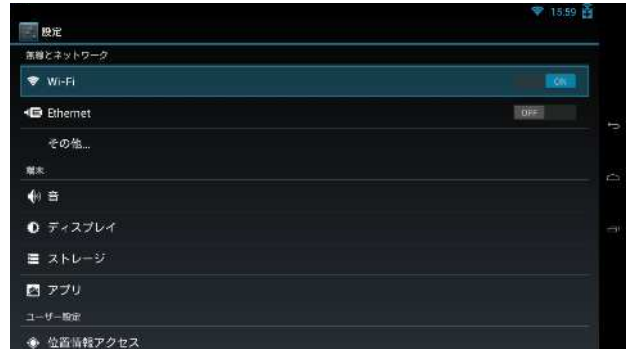 15:59
設定
無線とネットワーク
Wi-Fi
ON
Ethernet
OFF
その他...
端末
音
ディスプレイ
ストレージ
アプリ
ユーザー設定
位置情報アクセス